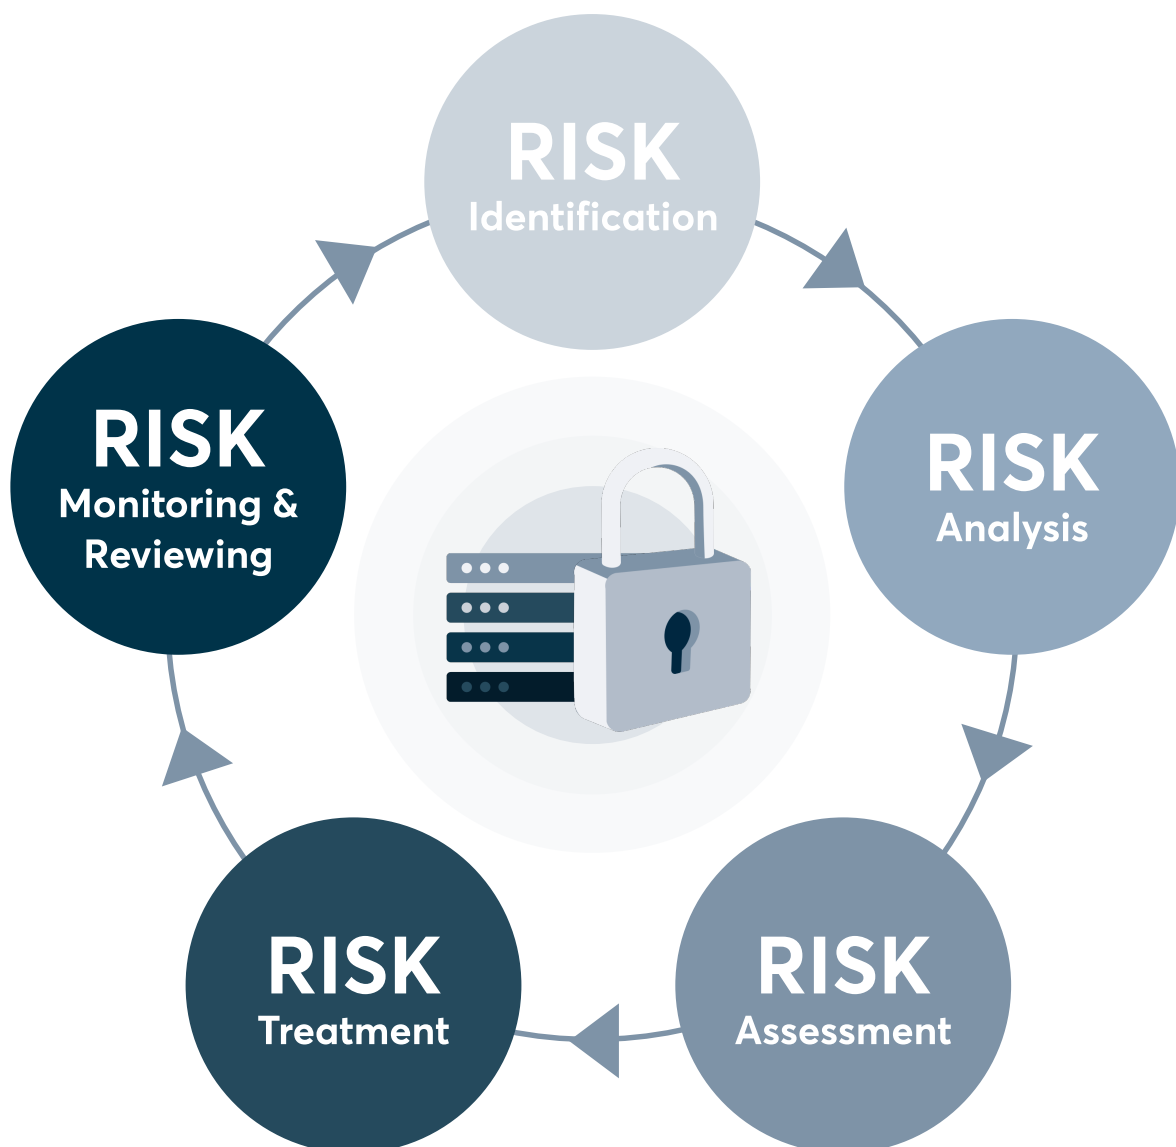 RISK
Identification
RISK
Analysis
RISK
Assessment
RISK
Treatment
RISK
Monitoring &
Reviewing